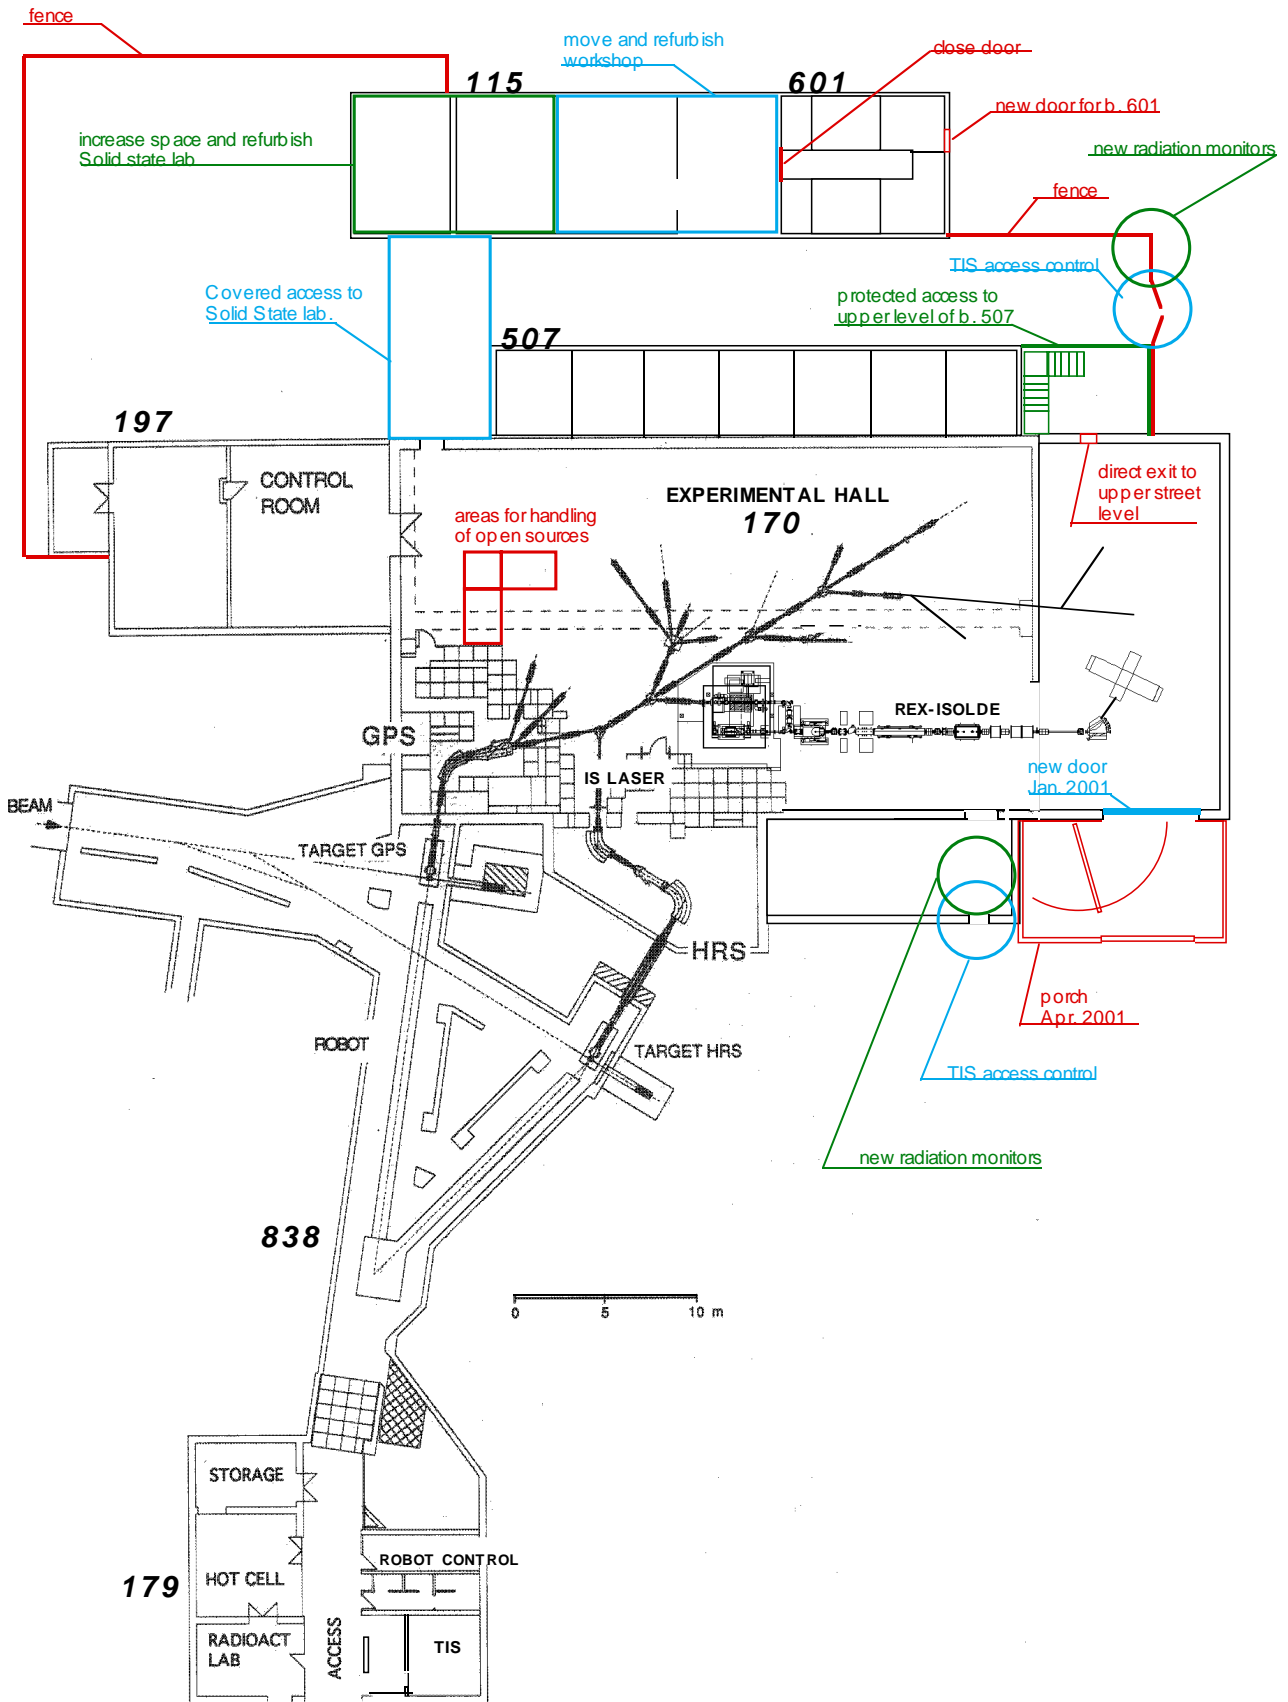 fence
move and refurbish
workshop
close door
115
601
new door for b. 601
increase space and refurbish
Solid state lab
new radiation monitors
fence
TIS access control
Covered access to
Solid State lab.
protected access to
upper level of b. 507
507
197
CONTROL
ROOM
EXPERIMENTAL HALL
170
direct exit to
upper street
level
areas for handling
of open sources
REX-ISOLDE
GPS
IS LASER
new door
Jan. 2001
BEAM
TARGET GPS
HRS
porch
Apr. 2001
ROBOT
TARGET HRS
TIS access control
new radiation monitors
838
0 5 10 m
STORAGE
ROBOT CONTROL
179
HOT CELL
RADIOACT
LAB
ACCESS
TIS